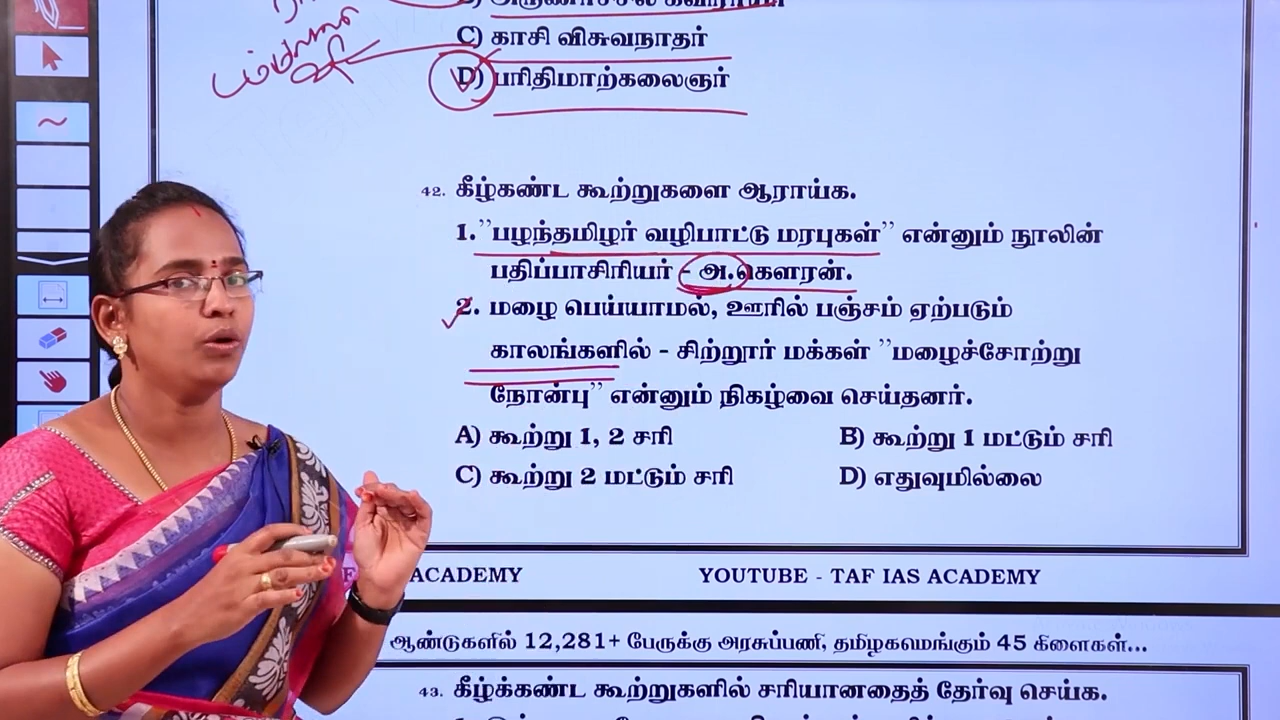 C) காசி விசுவநாதர்
D) பரிதிமாற்கலைஞர்
42. கீழ்கண்ட கூற்றுகளை ஆராய்க.
1. ”பழந்தமிழர் வழிபாட்டு மரபுகள்” என்னும் நூலின்
பதிப்பாசிரியர் - அ.கௌரன்.
2. மழை பெய்யாமல், ஊரில் பஞ்சம் ஏற்படும்
காலங்களில் - சிற்றூர் மக்கள் ”மழைச்சோற்று
நோன்பு” என்னும் நிகழ்வை செய்தனர்.
A) கூற்று 1, 2 சரி
B) கூற்று 1 மட்டும் சரி
C) கூற்று 2 மட்டும் சரி
D) எதுவுமில்லை
ACADEMY
YOUTUBE - TAF IAS ACADEMY
ஆண்டுகளில் 12,281+ பேருக்கு அரசுப்பணி, தமிழகமெங்கும் 45 கிளைகள்...
43. கீழ்க்கண்ட கூற்றுகளில் சரியானதைத் தேர்வு செய்க.